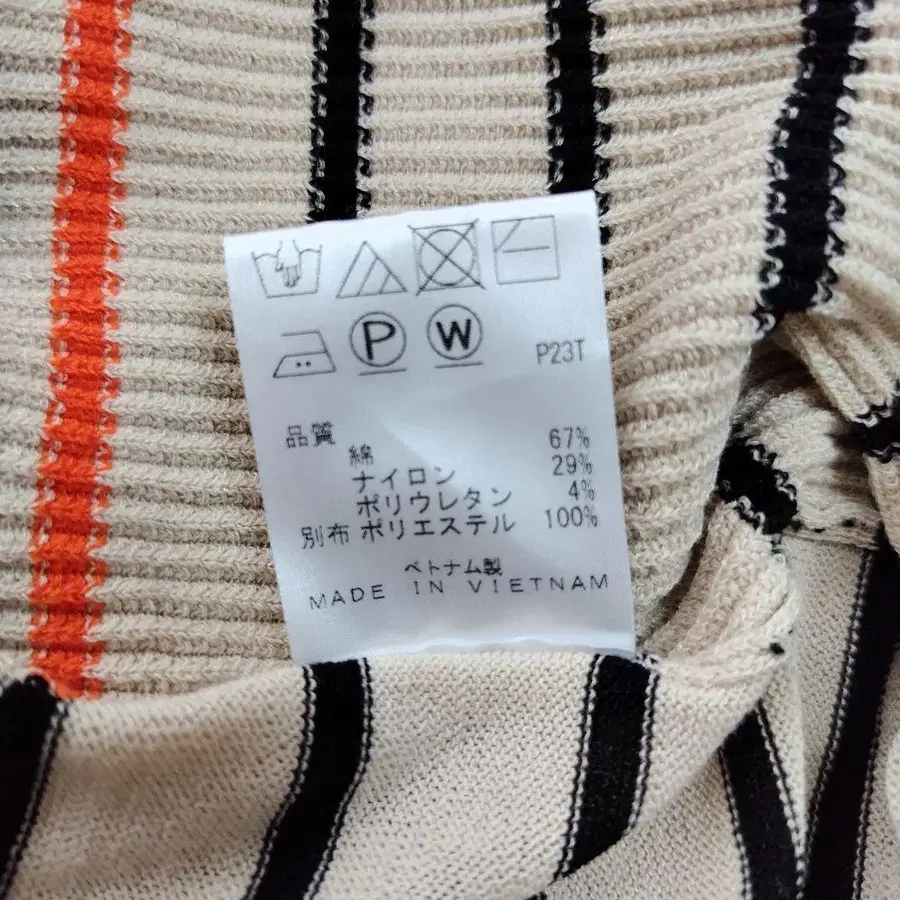 P W P23T
品質
綿 67%
ナイロン 29%
ポリウレタン 4%
別布 ポリエステル 100%
ベトナム製
MADE IN VIETNAM